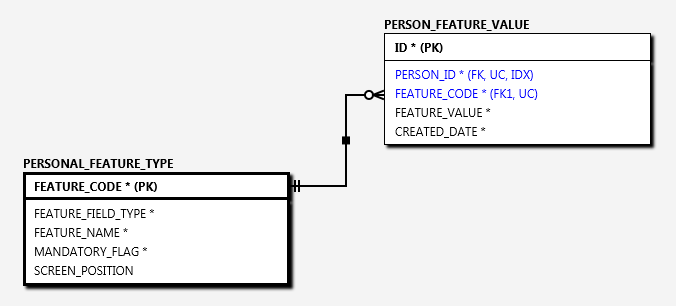 PERSON_FEATURE_VALUE
ID * (PK)
PERSON_ID * (FK, UC, IDX)
FEATURE_CODE * (FK1, UC)
FEATURE_VALUE *
CREATED_DATE *
PERSONAL_FEATURE_TYPE
FEATURE_CODE * (PK)
FEATURE_FIELD_TYPE *
FEATURE_NAME *
MANDATORY_FLAG *
SCREEN_POSITION